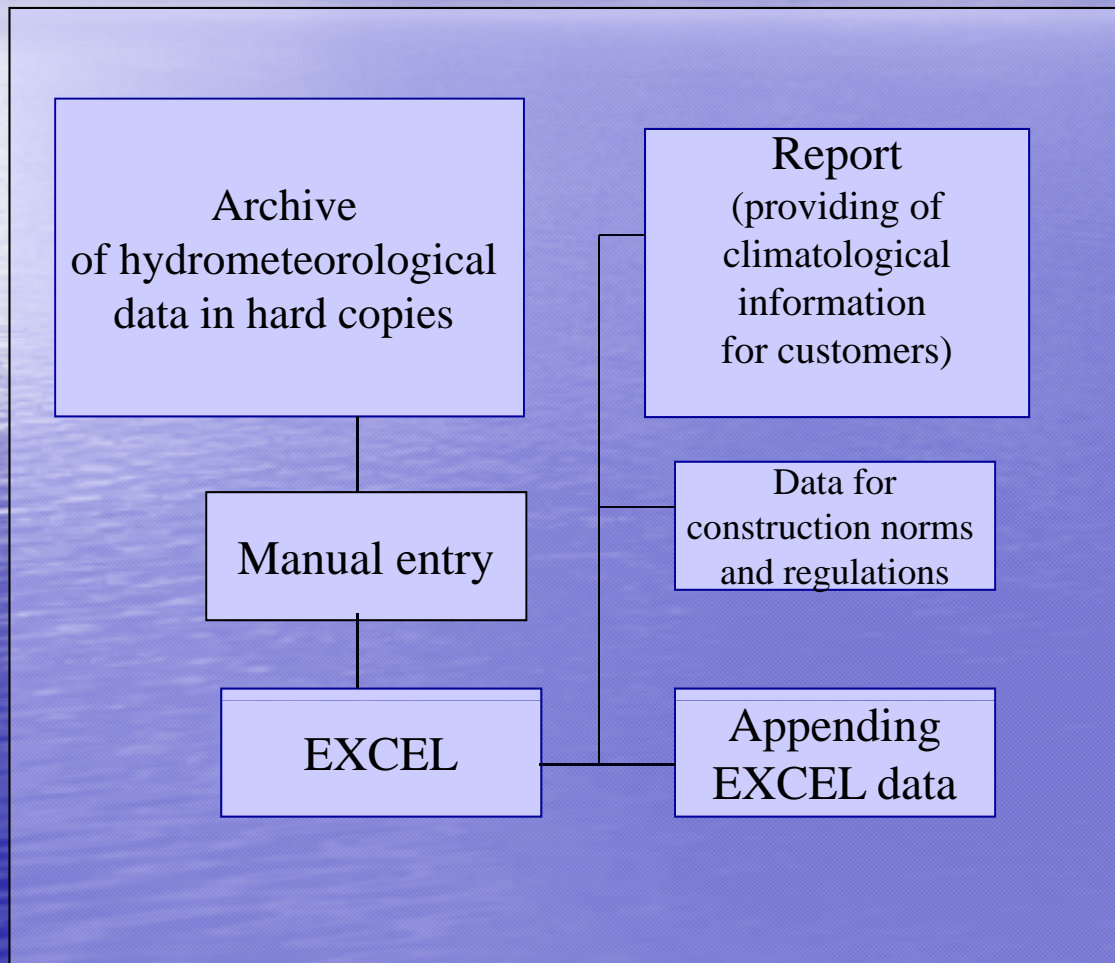 Archive
of hydrometeorological
data in hard copies
Manual entry
EXCEL
Report
(providing of
climatological
information
for customers)
Data for
construction norms
and regulations
Appending
EXCEL data